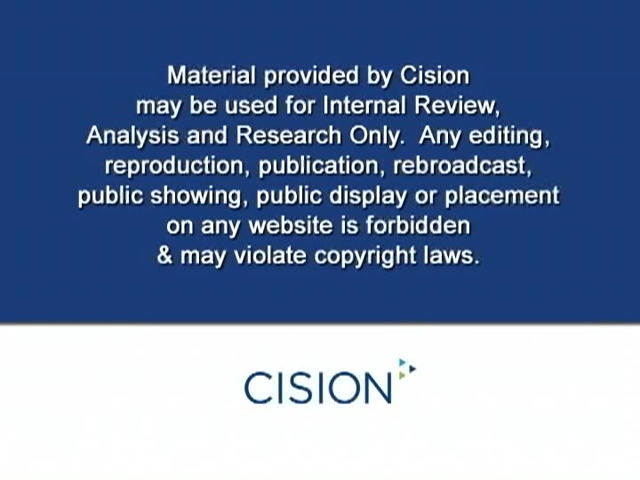 Material provided by Cision
may be used for Internal Review,
Analysis and Research Only.  Any editing,
reproduction, publication, rebroadcast,
public showing, public display or placement
on any website is forbidden
& may violate copyright laws.
CISION